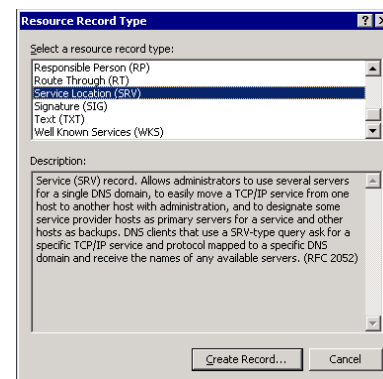 Resource Record Type
Select a resource record type:
Responsible Person (RP)
Route Through (RT)
Service Location (SRV)
Signature (SIG)
Text (TXT)
Well Known Services (WKS)
Description:
Service (SRV) record. Allows administrators to use several servers
for a single DNS domain, to easily move a TCP/IP service from one
host to another host with administration, and to designate some
service provider hosts as primary servers for a service and other
hosts as backups. DNS clients that use a SRV-type query ask for a
specific TCP/IP service and protocol mapped to a specific DNS
domain and receive the names of any available servers. (RFC 2052)
Create Record... Cancel